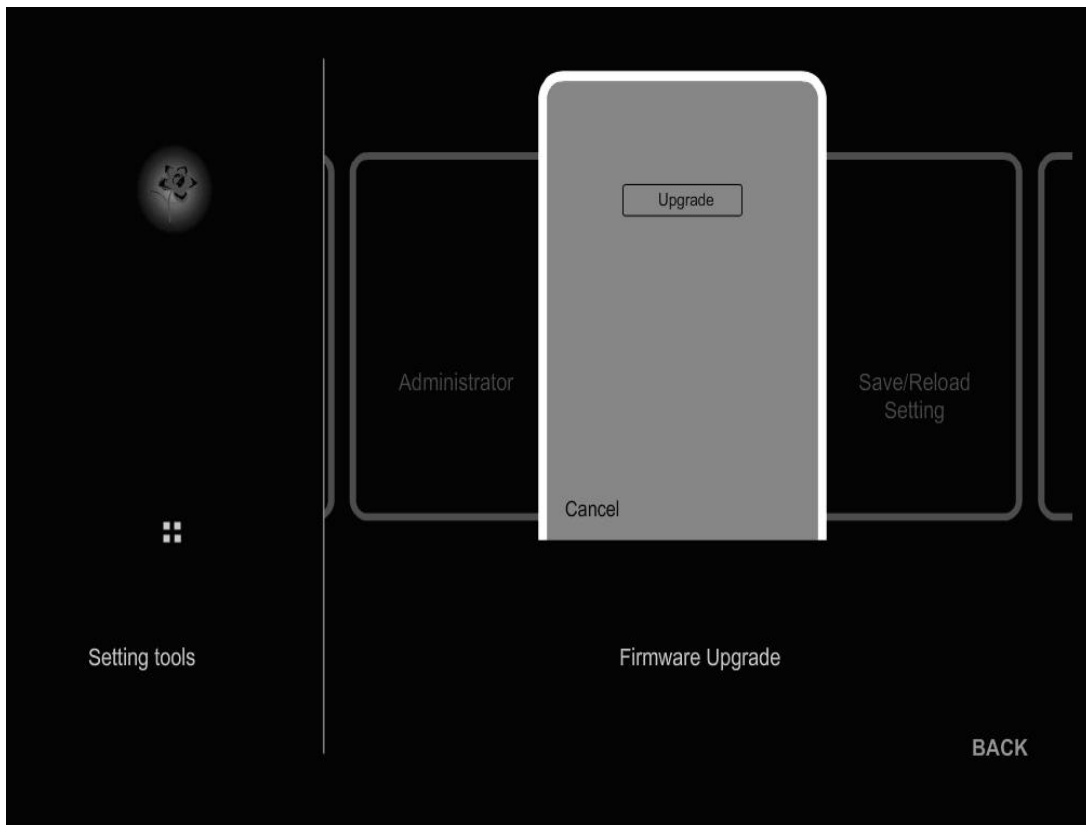 Upgrade
Administrator
Save/Reload
Setting
Cancel
Setting tools
Firmware Upgrade
BACK